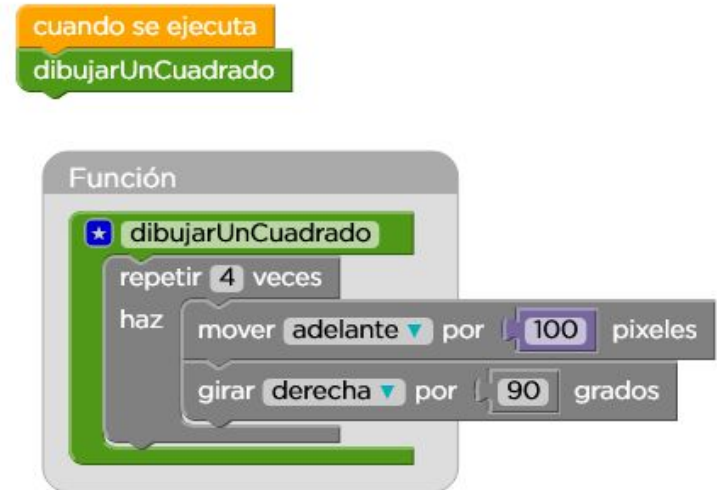 cuando se ejecuta
dibujarUnCuadrado
Función
dibujarUnCuadrado
repetir 4 veces
haz
mover adelante por 100 pixeles
girar derecha por 90 grados